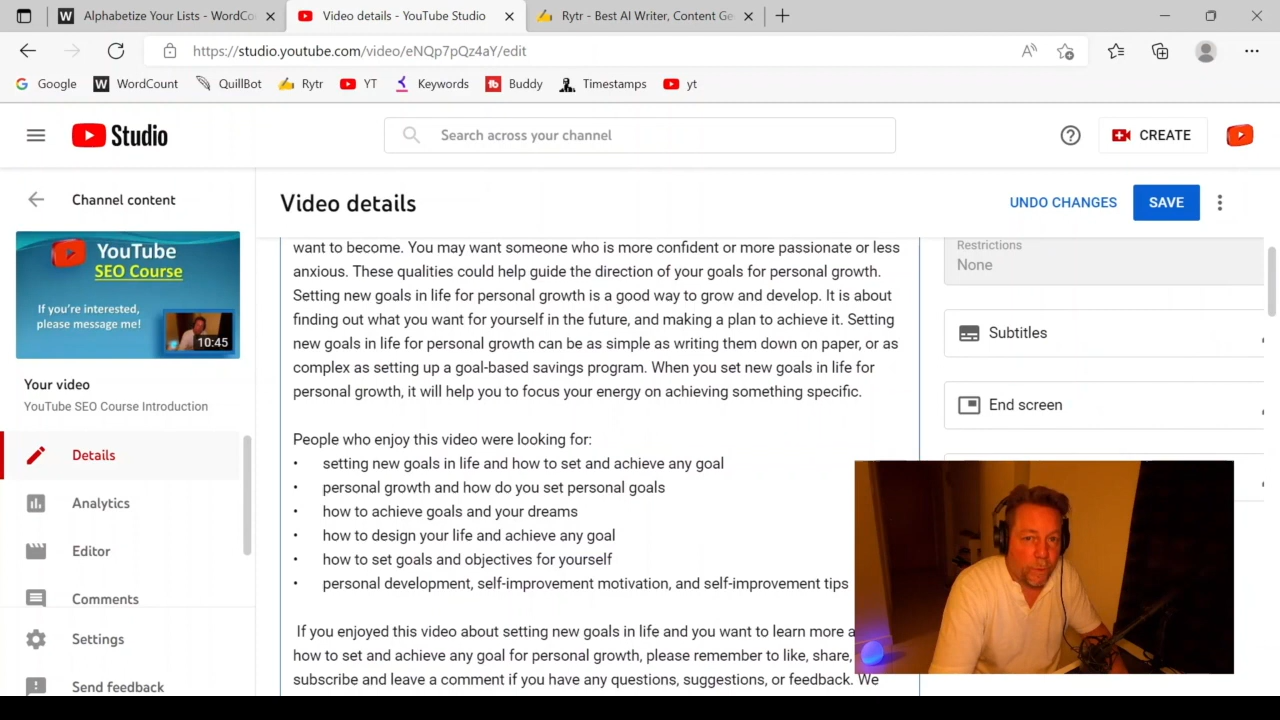 Alphabetize Your Lists - WordCo
Video details - YouTube Studio
Rytr - Best AI Writer, Content Ge
https://studio.youtube.com/video/eNQp7pQz4aY/edit
Google
WordCount
QuillBot
Rytr
YT
Keywords
Buddy
Timestamps
yt
Studio
Search across your channel
CREATE
Channel content
YouTube
SEO Course
If you're interested,
please message me!
10:45
Your video
YouTube SEO Course Introduction
Details
Analytics
Editor
Comments
Settings
Send feedback
Video details
UNDO CHANGES
SAVE
want to become. You may want someone who is more confident or more passionate or less
anxious. These qualities could help guide the direction of your goals for personal growth.
Setting new goals in life for personal growth is a good way to grow and develop. It is about
finding out what you want for yourself in the future, and making a plan to achieve it. Setting
new goals in life for personal growth can be as simple as writing them down on paper, or as
complex as setting up a goal-based savings program. When you set new goals in life for
personal growth, it will help you to focus your energy on achieving something specific.
People who enjoy this video were looking for:
• setting new goals in life and how to set and achieve any goal
• personal growth and how do you set personal goals
• how to achieve goals and your dreams
• how to design your life and achieve any goal
• how to set goals and objectives for yourself
• personal development, self-improvement motivation, and self-improvement tips
If you enjoyed this video about setting new goals in life and you want to learn more a
how to set and achieve any goal for personal growth, please remember to like, share,
subscribe and leave a comment if you have any questions, suggestions, or feedback. We
Restrictions
None
Subtitles
End screen